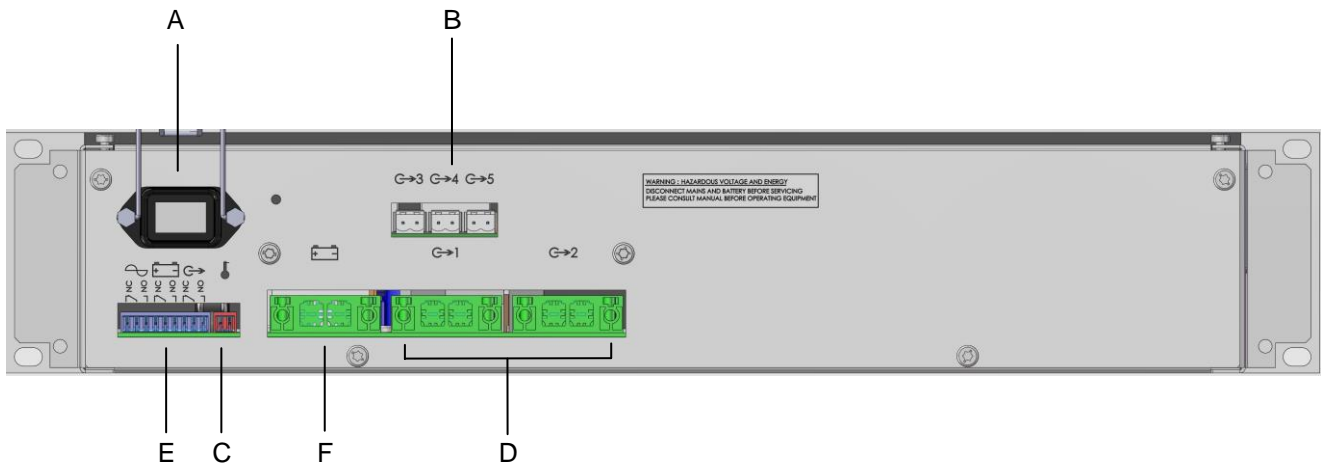 A B
3 4 5
WARNING : HAZARDOUS VOLTAGE AND ENERGY
DISCONNECT MAINS AND BATTERY BEFORE SERVICING
PLEASE CONSULT MANUAL BEFORE OPERATING EQUIPMENT
1 2
NC NO NC NO NC NO
E C F D